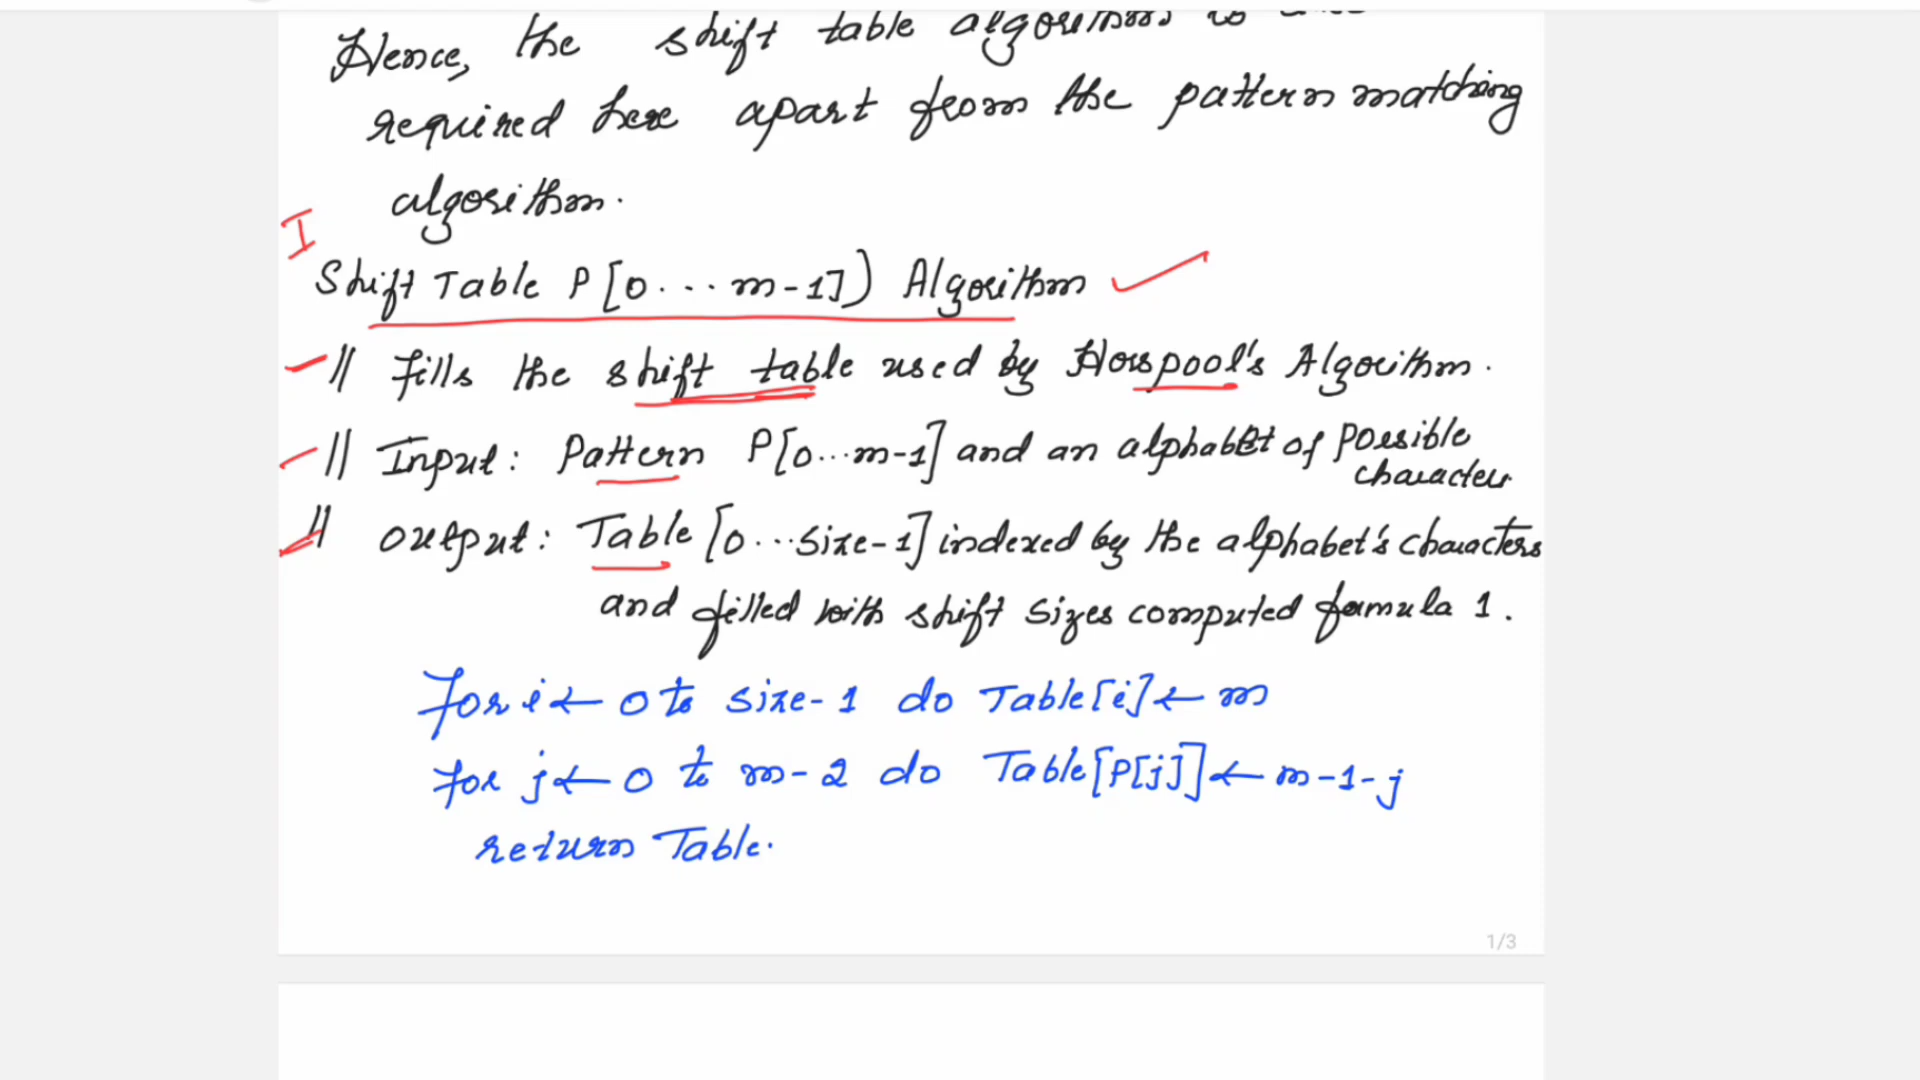 Hence, the shift table algorithm is
required here apart from the pattern matching
algorithm.
I
Shift Table P[0...m-1]) Algorithm
// Fills the shift table used by Horspool's Algorithm.
// Input: Pattern P[0...m-1] and an alphabet of possible
characters
// output: Table [0...size-1] indexed by the alphabet's characters
and filled with shift sizes computed formula 1.
For i ← 0 to size-1 do Table[i] ← m
for j ← 0 to m-2 do Table[P[j]] ← m-1-j
return Table.
1/3